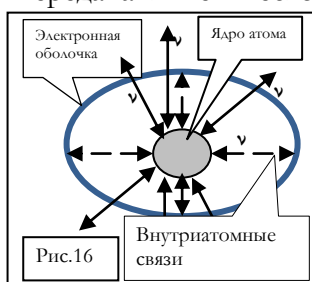 Электронная
оболочка
Ядро атома
ν
ν
ν
ν
Внутриатомные
связи
Рис.16